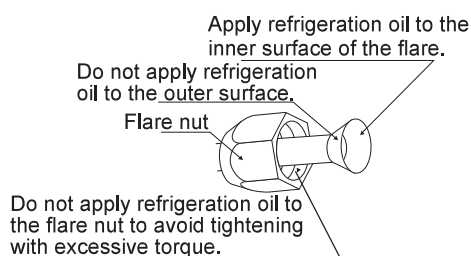 Apply refrigeration oil to the
inner surface of the flare.
Do not apply refrigeration
oil to the outer surface.
Flare nut
Do not apply refrigeration oil to
the flare nut to avoid tightening
with excessive torque.